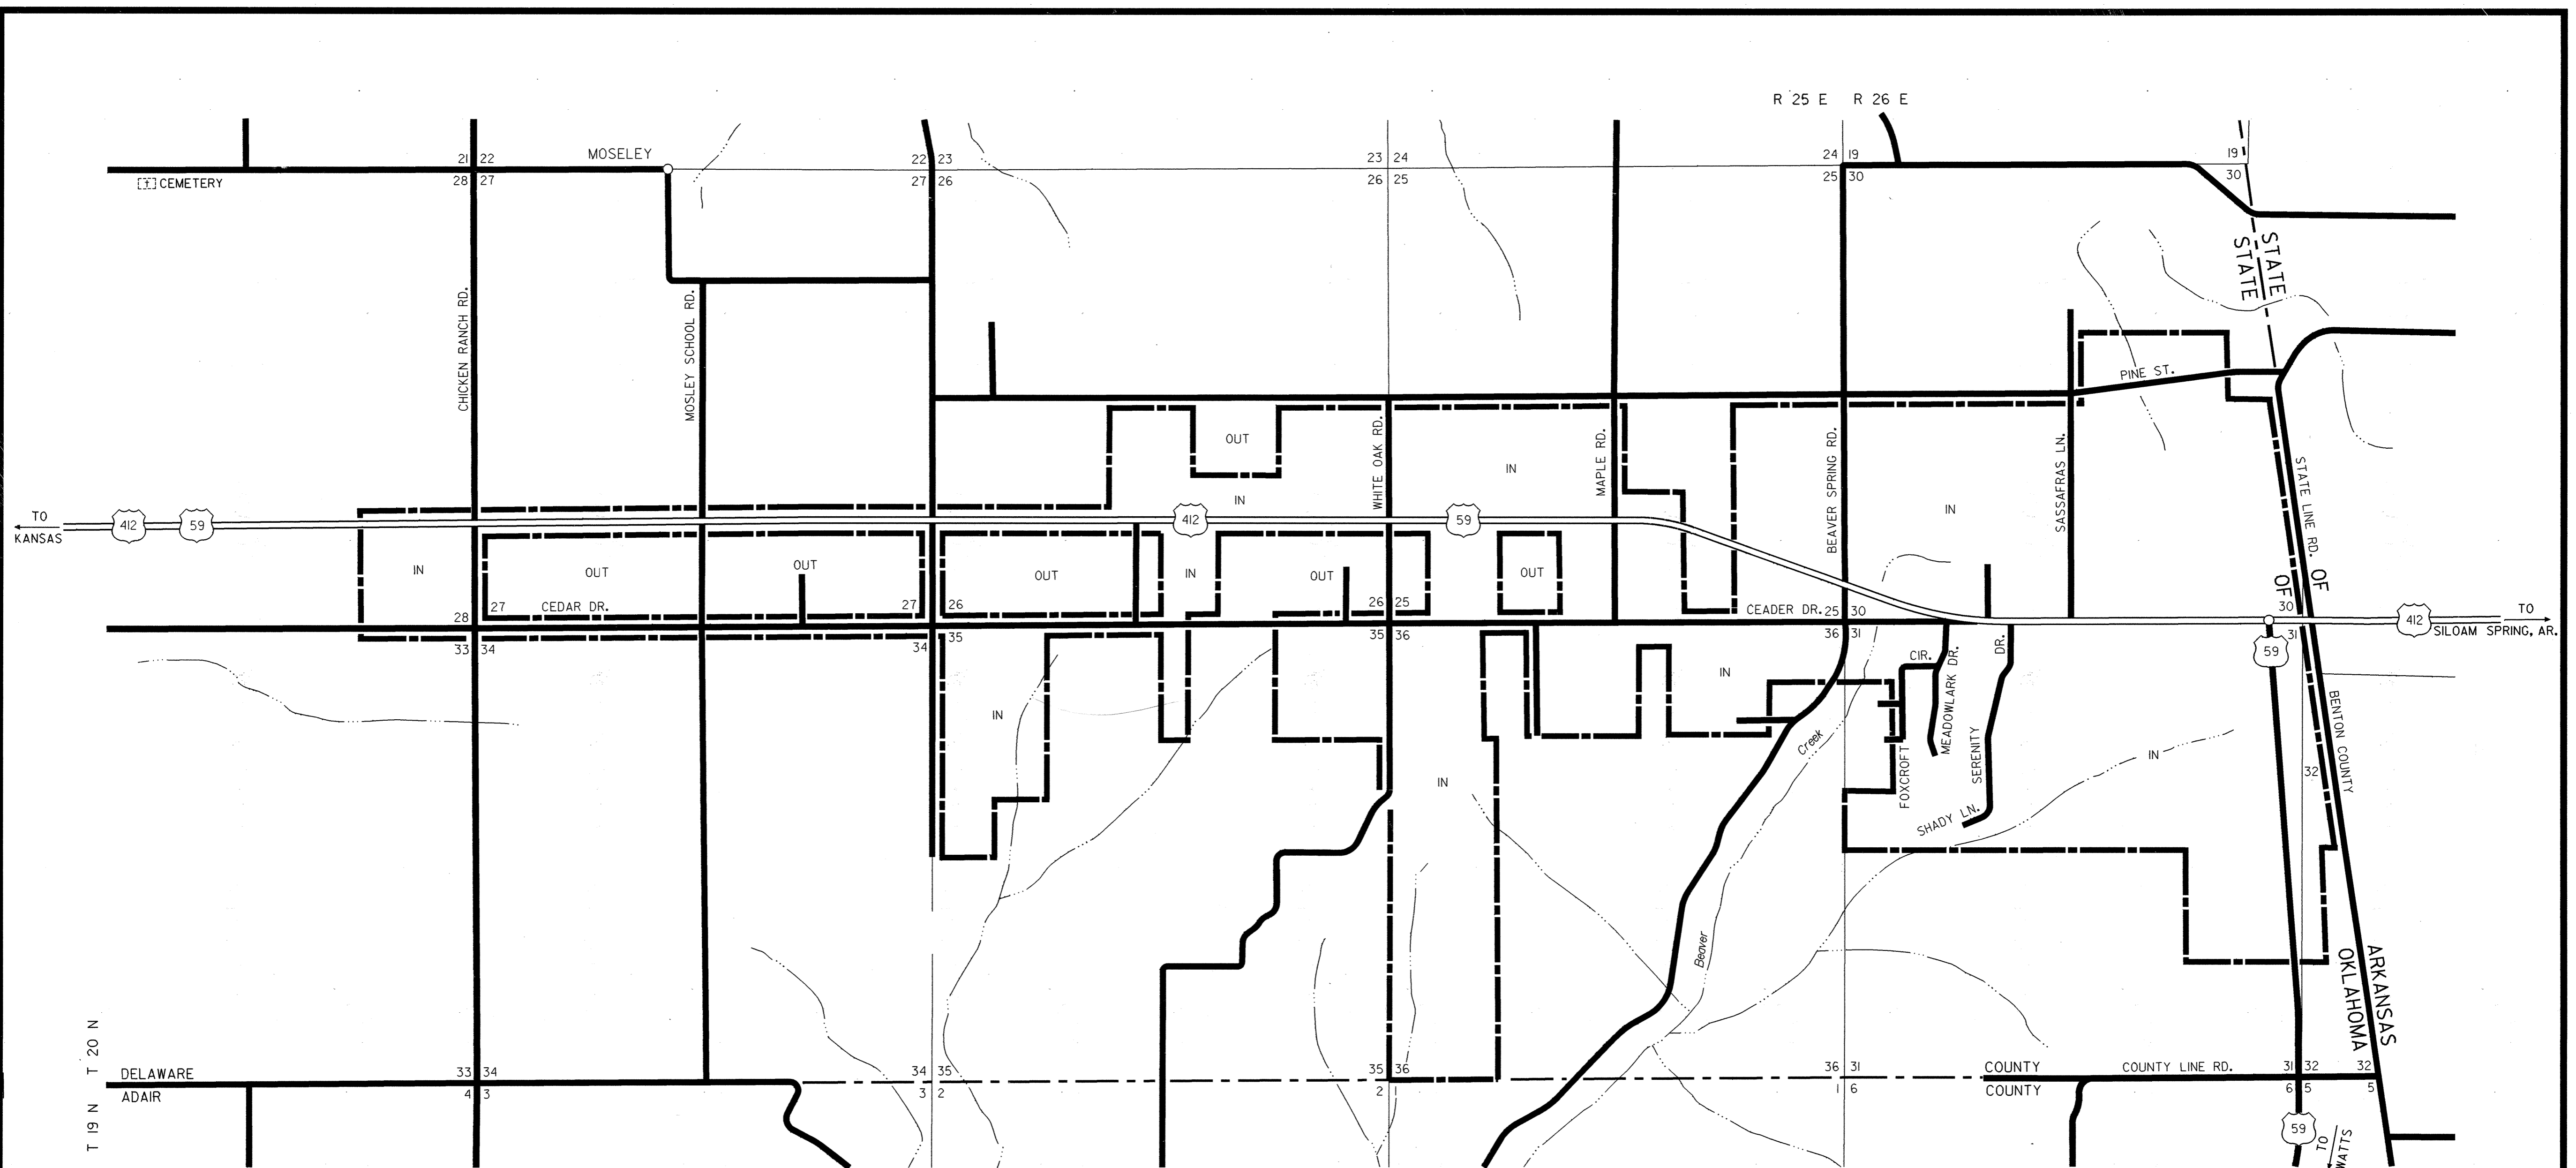 R 25 E R 26 E
MOSELEY
21 22
22 23
23 24
24 19
19
CEMETERY
28 27
27 26
26 25
25 30
30
STATE
STATE
CHICKEN RANCH RD.
MOSLEY SCHOOL RD.
PINE ST.
OUT
WHITE OAK RD.
MAPLE RD.
BEAVER SPRING RD.
SASSAFRAS LN.
STATE LINE RD.
IN
IN
IN
TO
KANSAS
412
59
412
59
IN
OUT
OUT
OUT
IN
OUT
OUT
OF
OF
28 27
CEDAR DR.
27 26
26 25
CEADER DR.
25 30
30
TO
412
SILOAM SPRING, AR.
33 34
34 35
35 36
36 31
31
59
CIR.
MEADOWLARK DR.
SERENITY DR.
FOXCROFT
SHADY LN.
IN
IN
IN
IN
32
BENTON COUNTY
Creek
Beaver
ARKANSAS
OKLAHOMA
T 20 N
T 19 N
DELAWARE
ADAIR
33 34
34 35
35 36
36 31
COUNTY
COUNTY LINE RD.
31 32
32
4 3
3 2
2 1
1 6
COUNTY
6 5
5
59
TO
WATTS